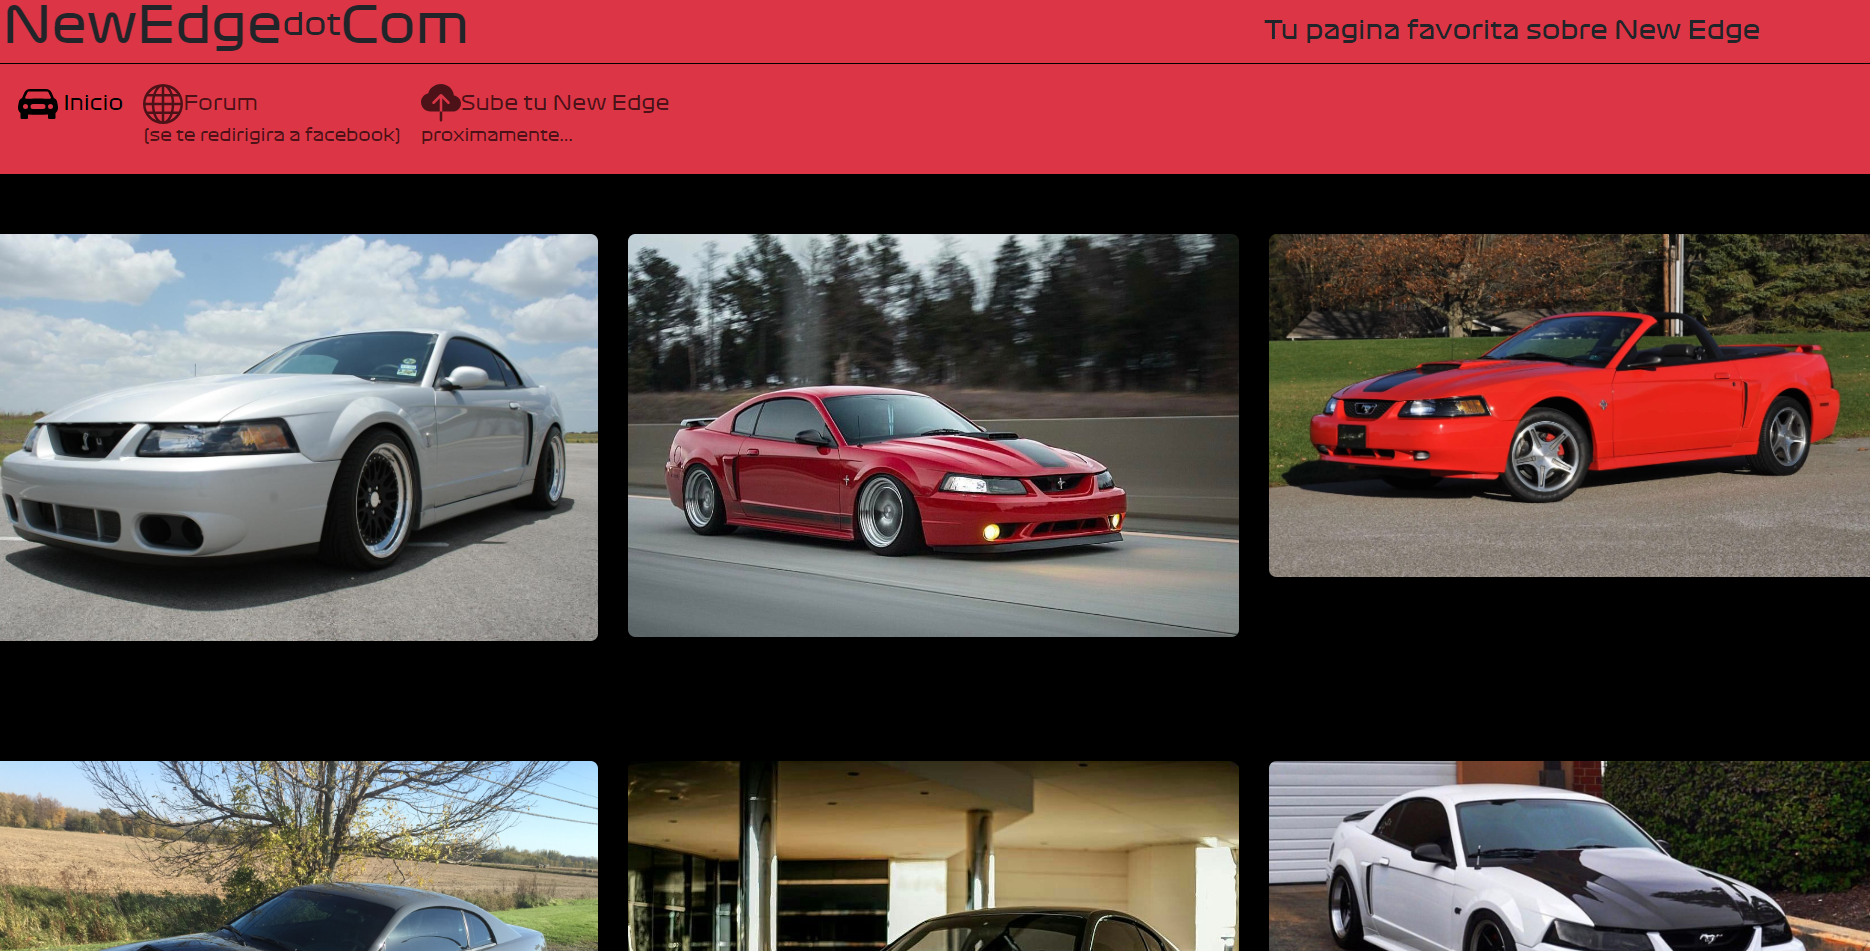 NewEdgedotCom
Tu pagina favorita sobre New Edge
Inicio
Forum
(se te redirigira a facebook)
Sube tu New Edge
proximamente...